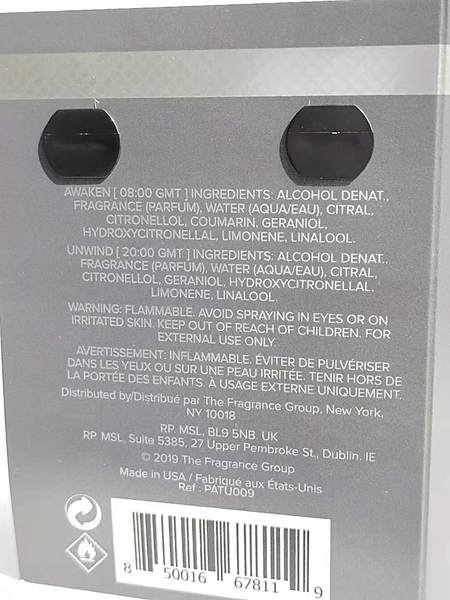 AWAKEN [ 08:00 GMT ] INGREDIENTS: ALCOHOL DENAT.,
FRAGRANCE (PARFUM), WATER (AQUA/EAU), CITRAL,
CITRONELLOL, COUMARIN, GERANIOL,
HYDROXYCITRONELLAL, LIMONENE, LINALOOL.
UNWIND [ 20:00 GMT ] INGREDIENTS: ALCOHOL DENAT.,
FRAGRANCE (PARFUM), WATER (AQUA/EAU), CITRAL,
CITRONELLOL, GERANIOL, HYDROXYCITRONELLAL,
LIMONENE, LINALOOL.
WARNING: FLAMMABLE. AVOID SPRAYING IN EYES OR ON
IRRITATED SKIN. KEEP OUT OF REACH OF CHILDREN. FOR
EXTERNAL USE ONLY
AVERTISSEMENT: INFLAMMABLE. ÉVITER DE PULVÉRISER
DANS LES YEUX OU SUR UNE PEAU IRRITÉE. TENIR HORS DE
LA PORTÉE DES ENFANTS. À USAGE EXTERNE UNIQUEMENT.
Distributed by/Distribué par The Fragrance Group, New York,
NY 10018
RP. MSL, BL9 5NB. UK
RP. MSL. Suite 5385, 27 Upper Pembroke St., Dublin. IE
© 2019 The Fragrance Group
Made in USA / Fabriqué aux États-Unis
Ref : PATU009
8 50016 67811 9